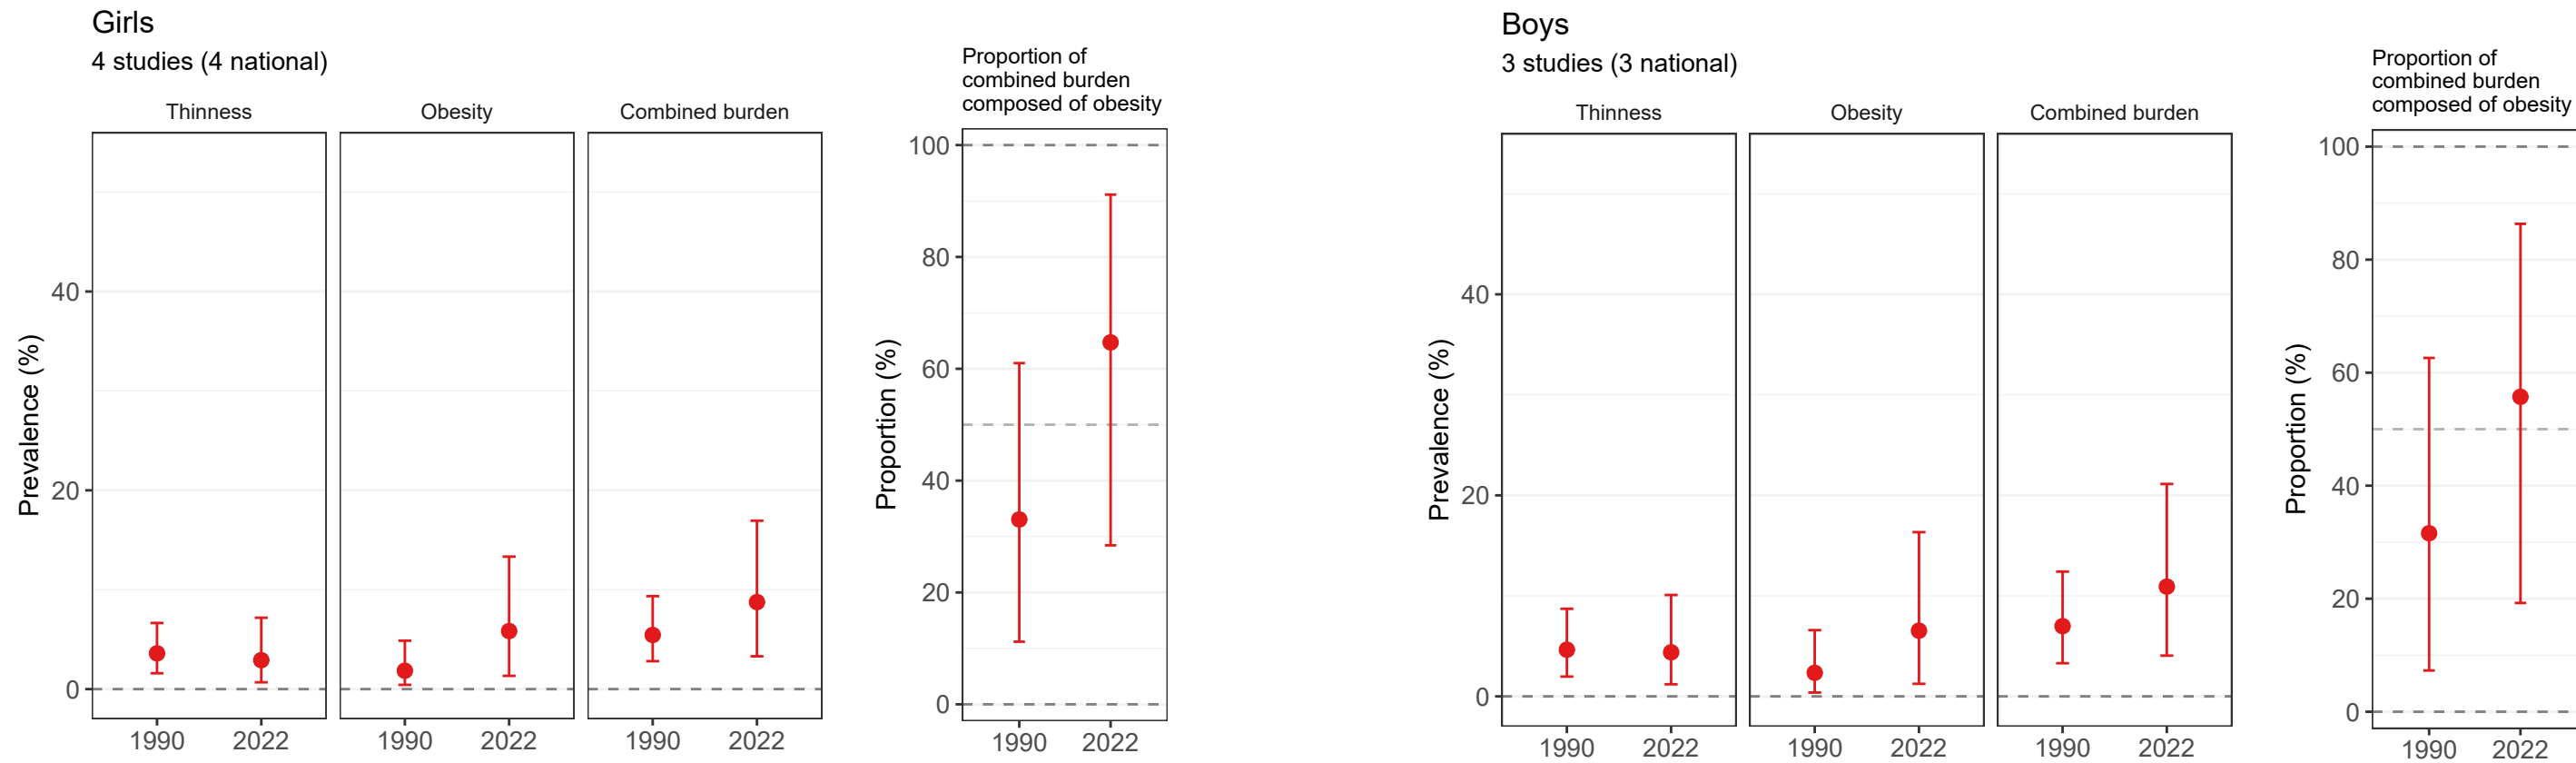 Girls
4 studies (4 national)
Thinness
Obesity
Combined burden
Prevalence (%)
40
20
0
1990
2022
1990
2022
1990
2022
Proportion of
combined burden
composed of obesity
Proportion (%)
100
80
60
40
20
0
1990
2022
Boys
3 studies (3 national)
Thinness
Obesity
Combined burden
Prevalence (%)
40
20
0
1990
2022
1990
2022
1990
2022
Proportion of
combined burden
composed of obesity
Proportion (%)
100
80
60
40
20
0
1990
2022